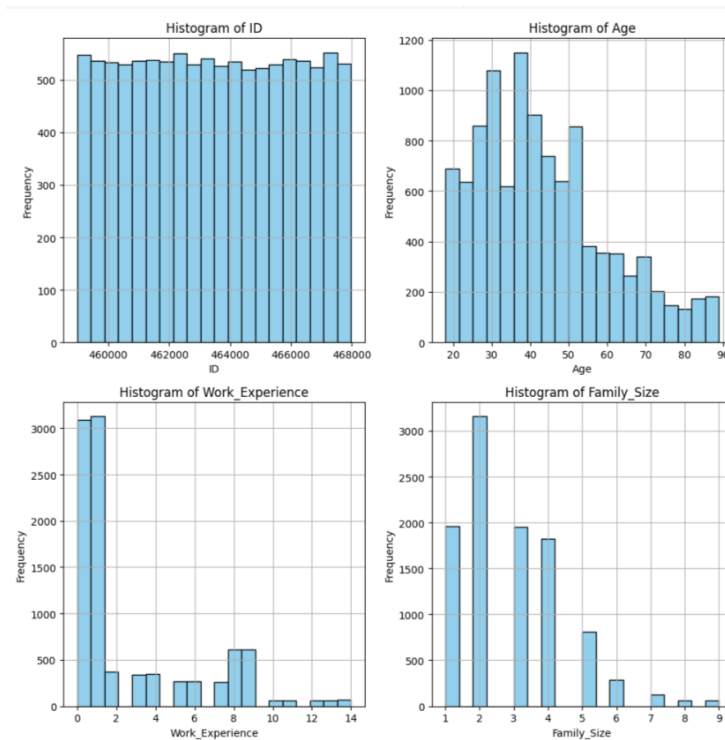 Histogram of ID
500
400
300
200
100
0
Frequency
460000 462000 464000 466000 468000
ID
Histogram of Age
1200
1000
800
600
400
200
0
Frequency
20 30 40 50 60 70 80 90
Age
Histogram of Work_Experience
3000
2500
2000
1500
1000
500
0
Frequency
0 2 4 6 8 10 12 14
Work_Experience
Histogram of Family_Size
3000
2500
2000
1500
1000
500
0
Frequency
1 2 3 4 5 6 7 8 9
Family_Size